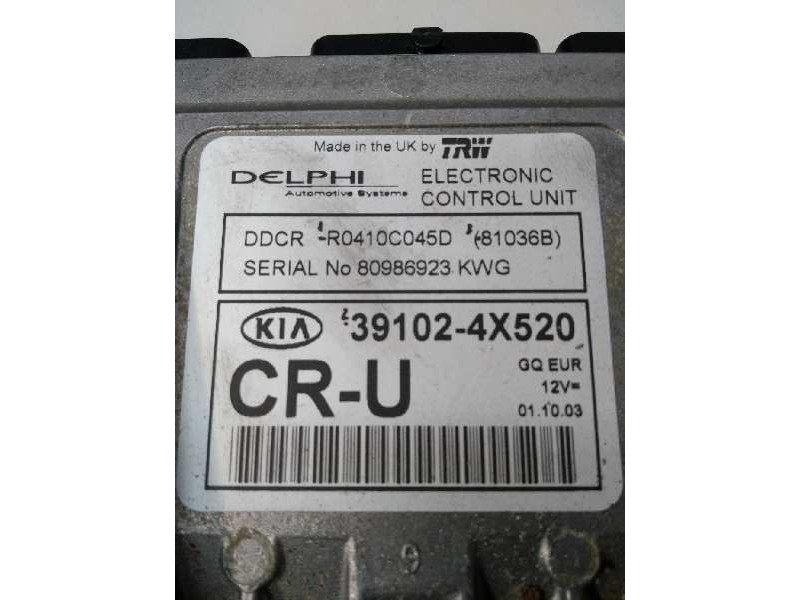 Made in the UK by TRW
DELPHI
Automotive Systems
ELECTRONIC
CONTROL UNIT
DDCR -R0410C045D (81036B)
SERIAL No 80986923 KWG
KIA 39102-4X520
CR-U
GQ EUR
12V=
01.10.03
9